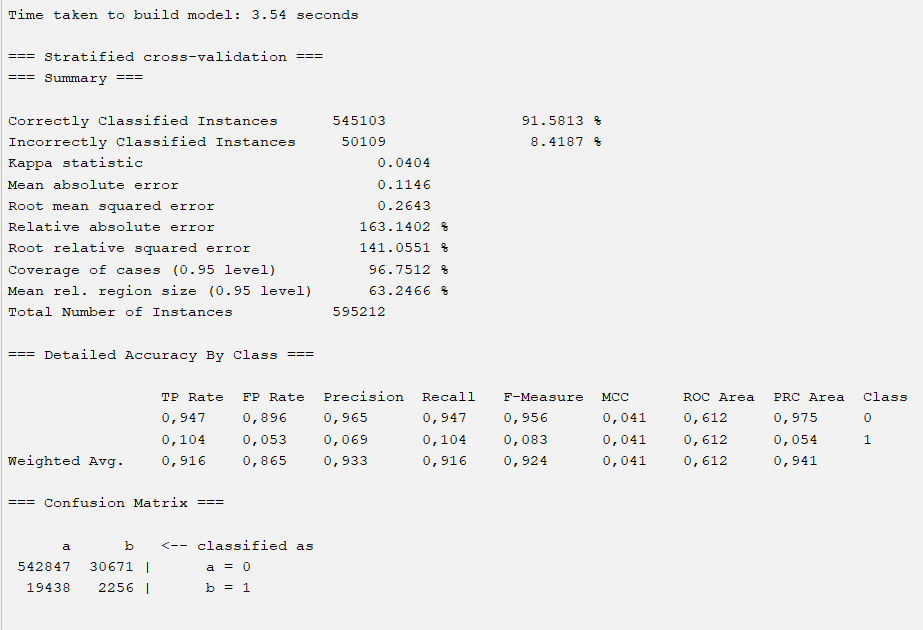 Time taken to build model: 3.54 seconds
=== Stratified cross-validation ===
=== Summary ===
Correctly Classified Instances 545103 91.5813 %
Incorrectly Classified Instances 50109 8.4187 %
Kappa statistic 0.0404
Mean absolute error 0.1146
Root mean squared error 0.2643
Relative absolute error 163.1402 %
Root relative squared error 141.0551 %
Coverage of cases (0.95 level) 96.7512 %
Mean rel. region size (0.95 level) 63.2466 %
Total Number of Instances 595212
=== Detailed Accuracy By Class ===
TP Rate FP Rate Precision Recall F-Measure MCC ROC Area PRC Area Class
0,947 0,896 0,965 0,947 0,956 0,041 0,612 0,975 0
0,104 0,053 0,069 0,104 0,083 0,041 0,612 0,054 1
Weighted Avg. 0,916 0,865 0,933 0,916 0,924 0,041 0,612 0,941
=== Confusion Matrix ===
a b <-- classified as
542847 30671 | a = 0
19438 2256 | b = 1